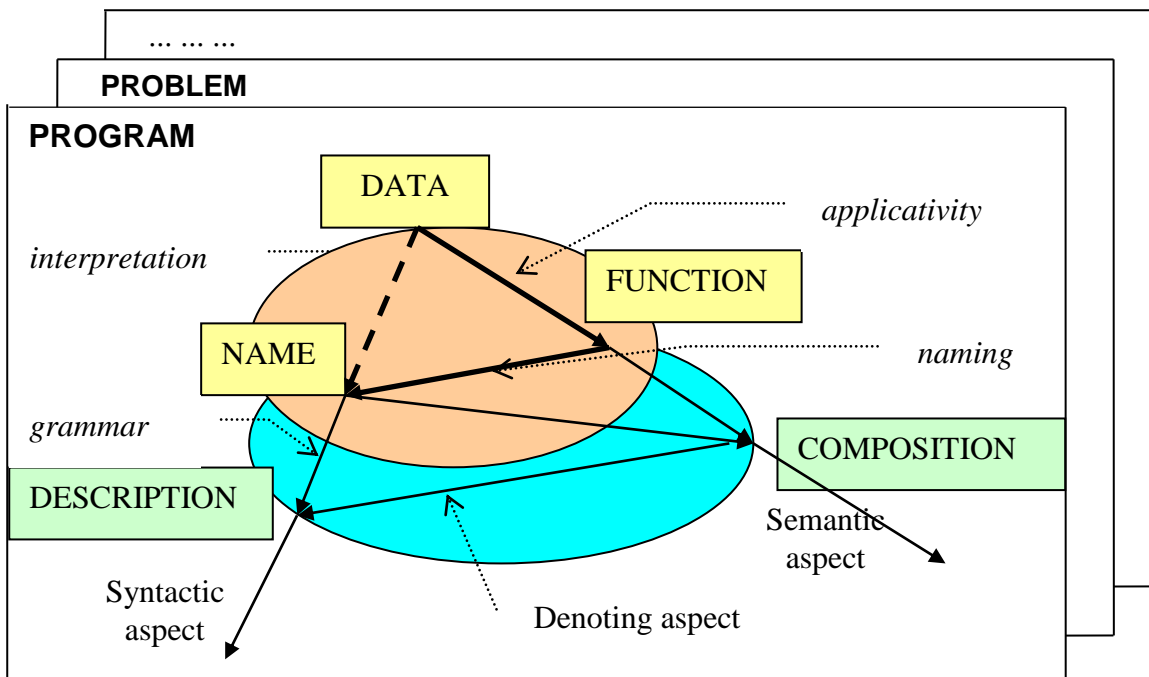 ... ... ...
PROBLEM
PROGRAM
DATA
applicativity
interpretation
FUNCTION
NAME
naming
grammar
COMPOSITION
DESCRIPTION
Semantic
aspect
Syntactic
aspect
Denoting aspect